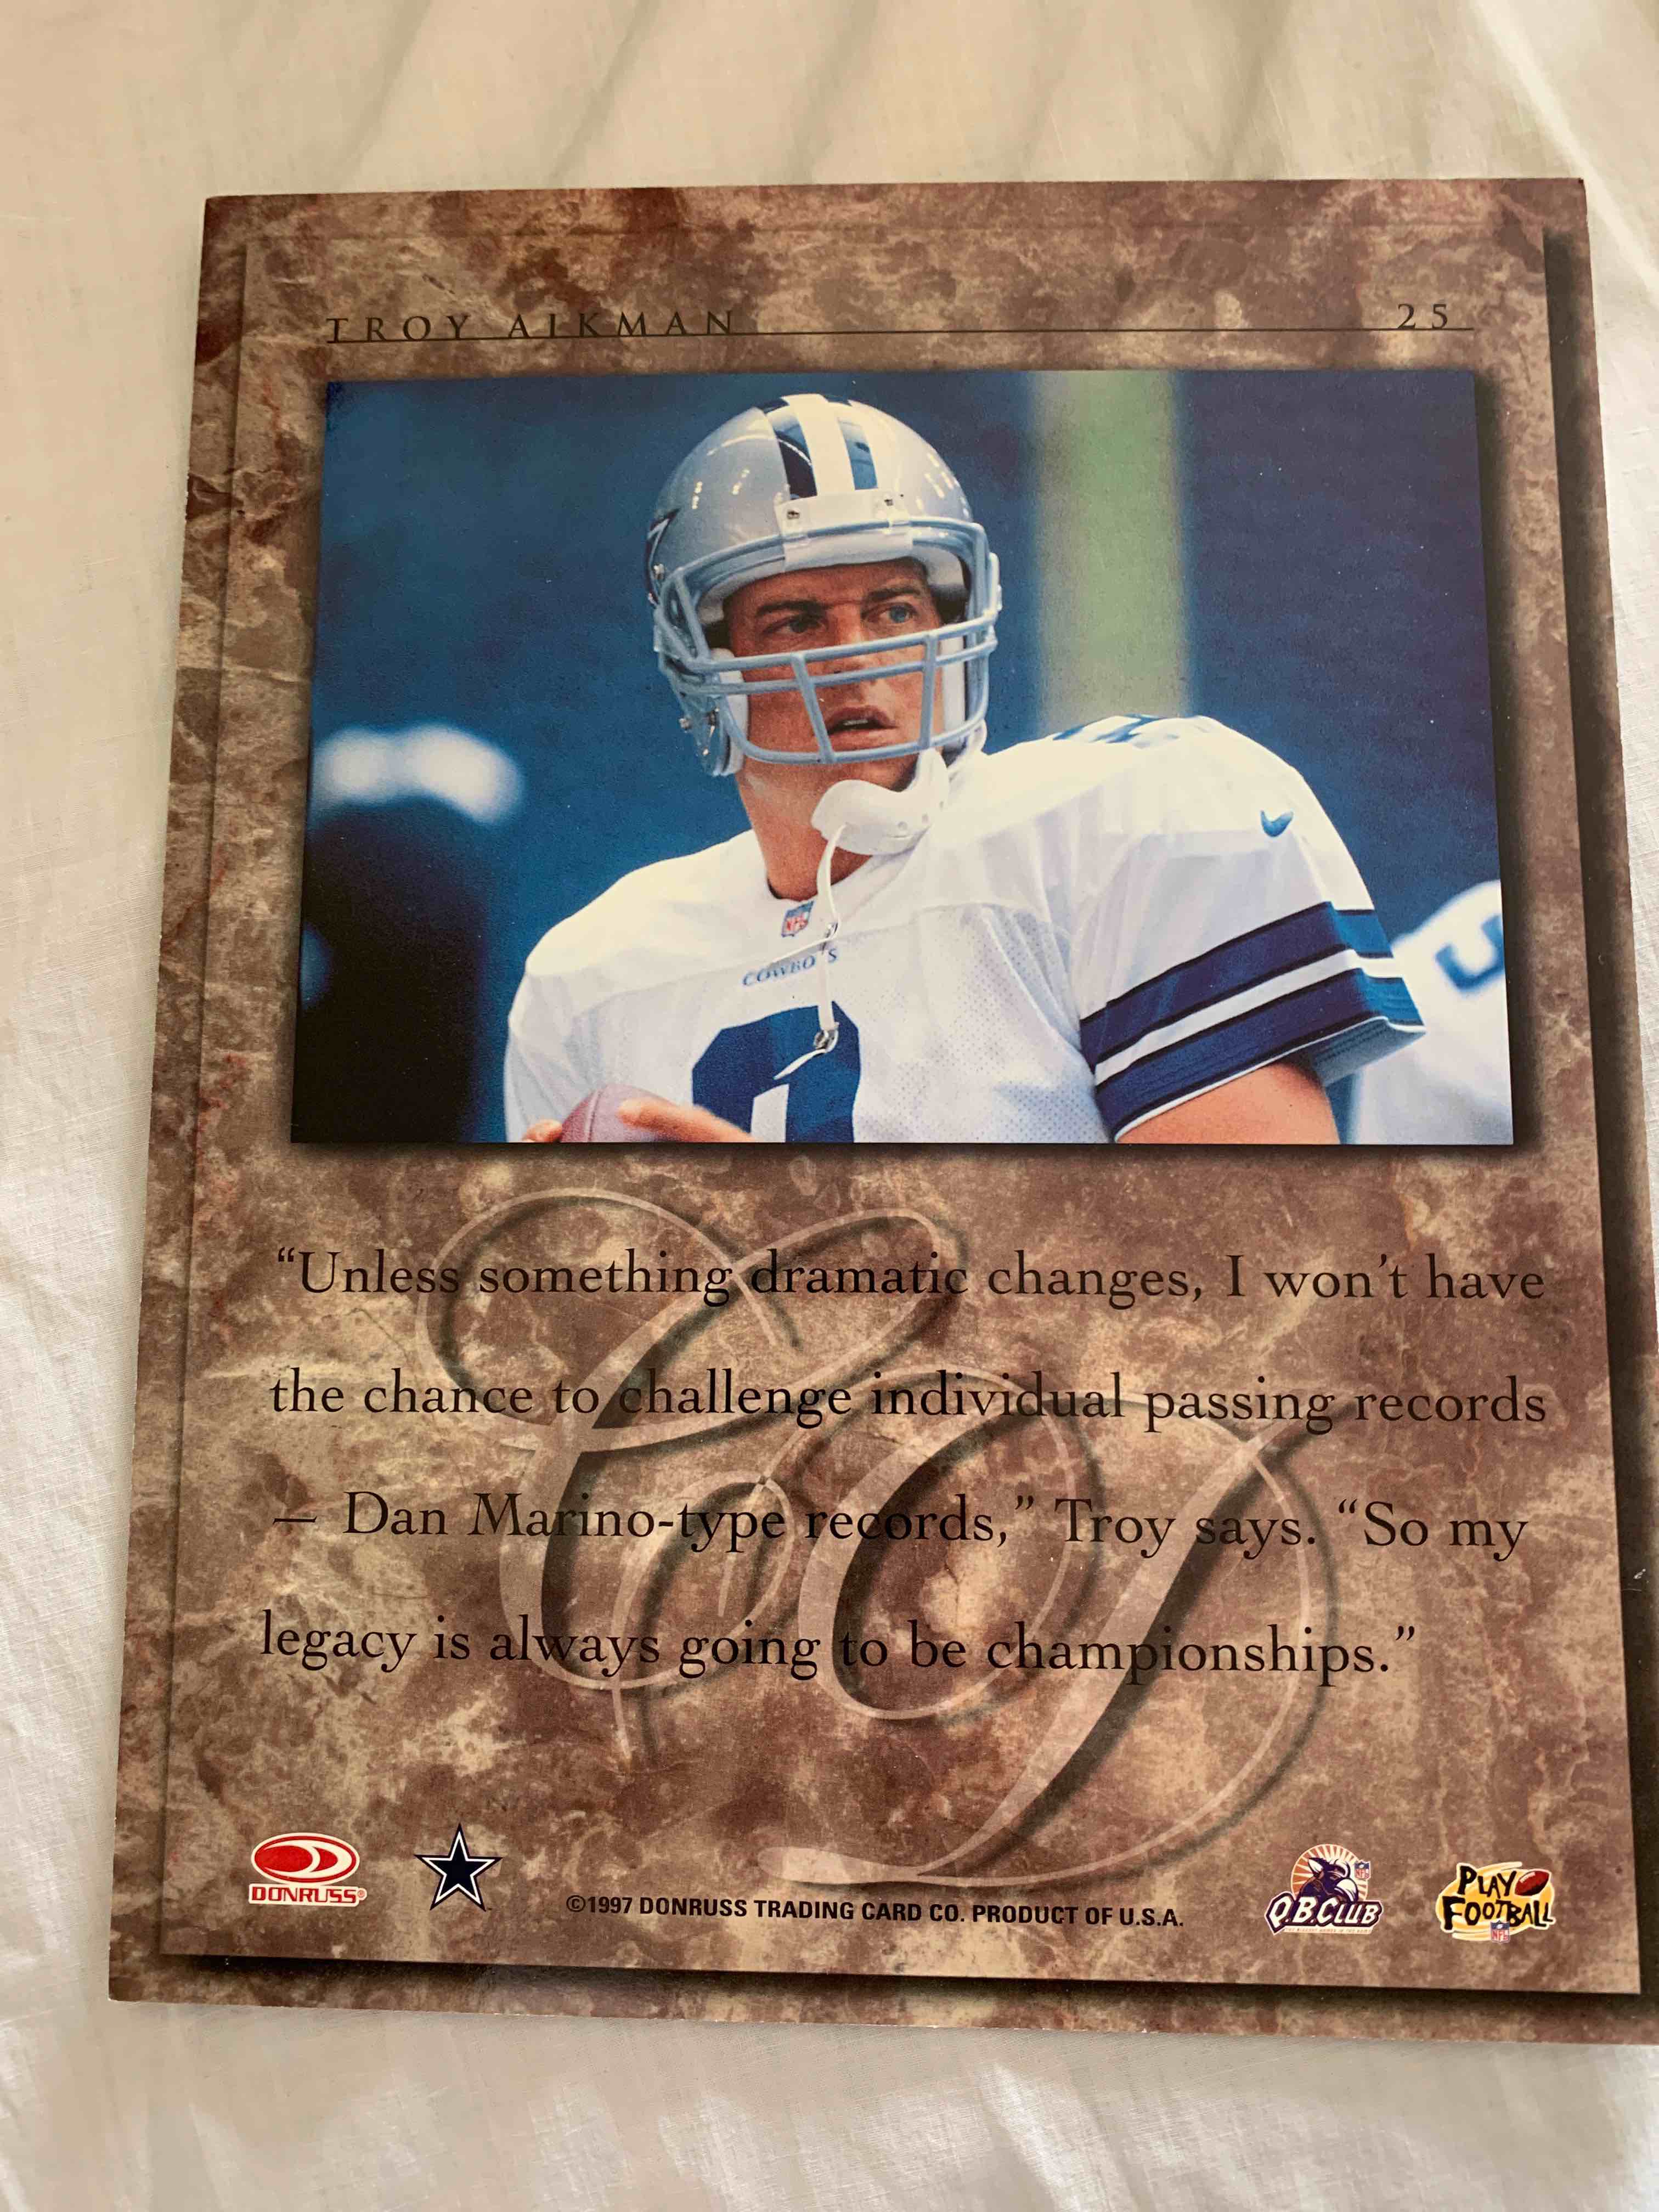 TROY AIKMAN 25
NFL
COWBOYS
“Unless something dramatic changes, I won’t have
the chance to challenge individual passing records
— Dan Marino-type records,” Troy says. “So my
legacy is always going to be championships.”
DONRUSS®
©1997 DONRUSS TRADING CARD CO. PRODUCT OF U.S.A.
Q.B.CLUB
PLAY
FOOTBALL
NFL